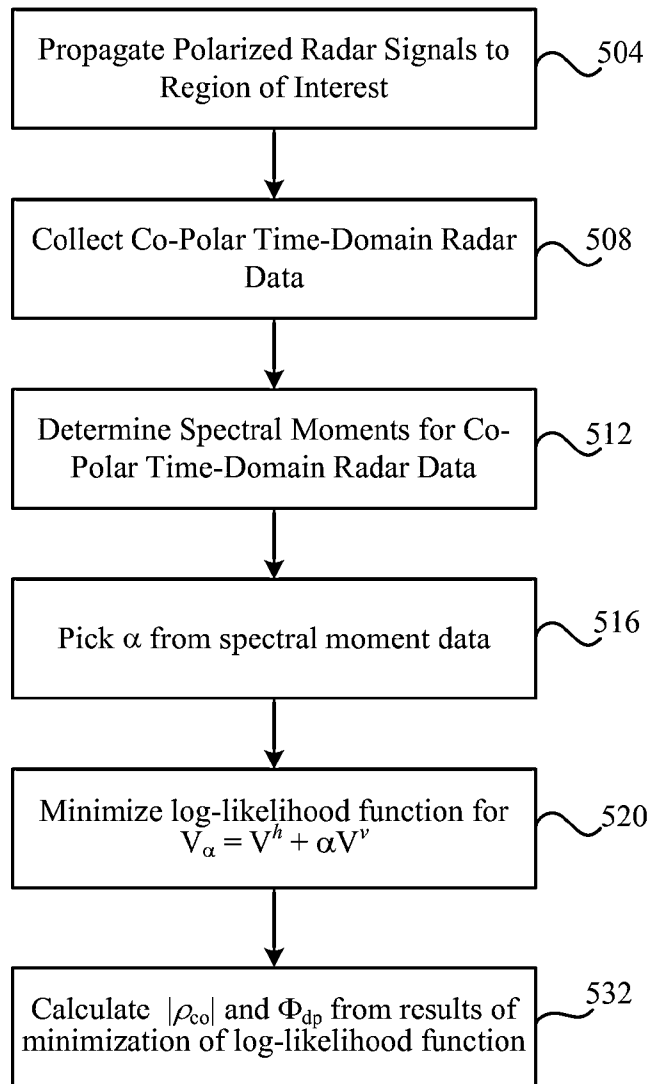 Propagate Polarized Radar Signals to
Region of Interest
504
Collect Co-Polar Time-Domain Radar
Data
508
Determine Spectral Moments for Co-
Polar Time-Domain Radar Data
512
Pick α from spectral moment data
516
Minimize log-likelihood function for
Vα = Vʰ + αVᵛ
520
Calculate |ρco| and Φdp from results of
minimization of log-likelihood function
532